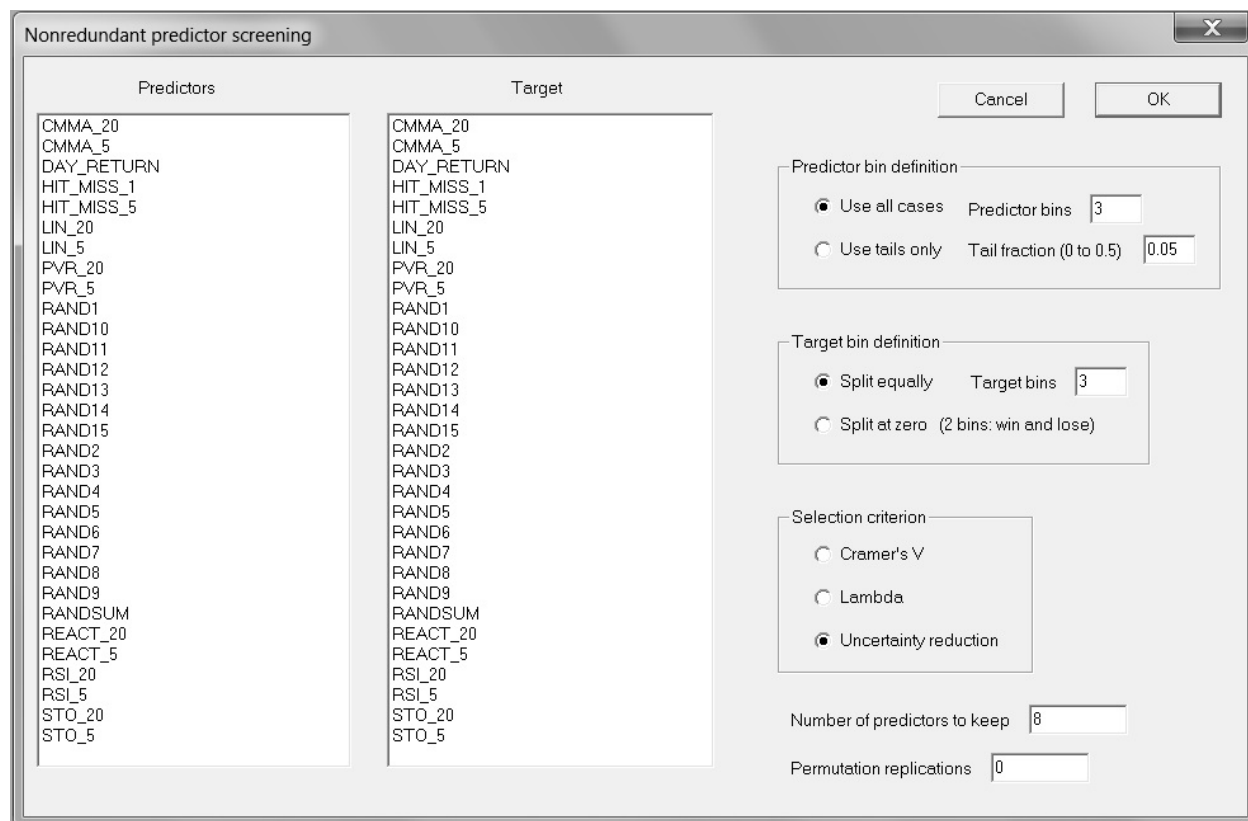 Nonredundant predictor screening
X
Predictors
CMMA_20
CMMA_5
DAY_RETURN
HIT_MISS_1
HIT_MISS_5
LIN_20
LIN_5
PVR_20
PVR_5
RAND1
RAND10
RAND11
RAND12
RAND13
RAND14
RAND15
RAND2
RAND3
RAND4
RAND5
RAND6
RAND7
RAND8
RAND9
RANDSUM
REACT_20
REACT_5
RSI_20
RSI_5
STO_20
STO_5
Target
CMMA_20
CMMA_5
DAY_RETURN
HIT_MISS_1
HIT_MISS_5
LIN_20
LIN_5
PVR_20
PVR_5
RAND1
RAND10
RAND11
RAND12
RAND13
RAND14
RAND15
RAND2
RAND3
RAND4
RAND5
RAND6
RAND7
RAND8
RAND9
RANDSUM
REACT_20
REACT_5
RSI_20
RSI_5
STO_20
STO_5
Cancel OK
Predictor bin definition
Use all cases Predictor bins 3
Use tails only Tail fraction (0 to 0.5) 0.05
Target bin definition
Split equally Target bins 3
Split at zero (2 bins: win and lose)
Selection criterion
Cramer's V
Lambda
Uncertainty reduction
Number of predictors to keep 8
Permutation replications 0